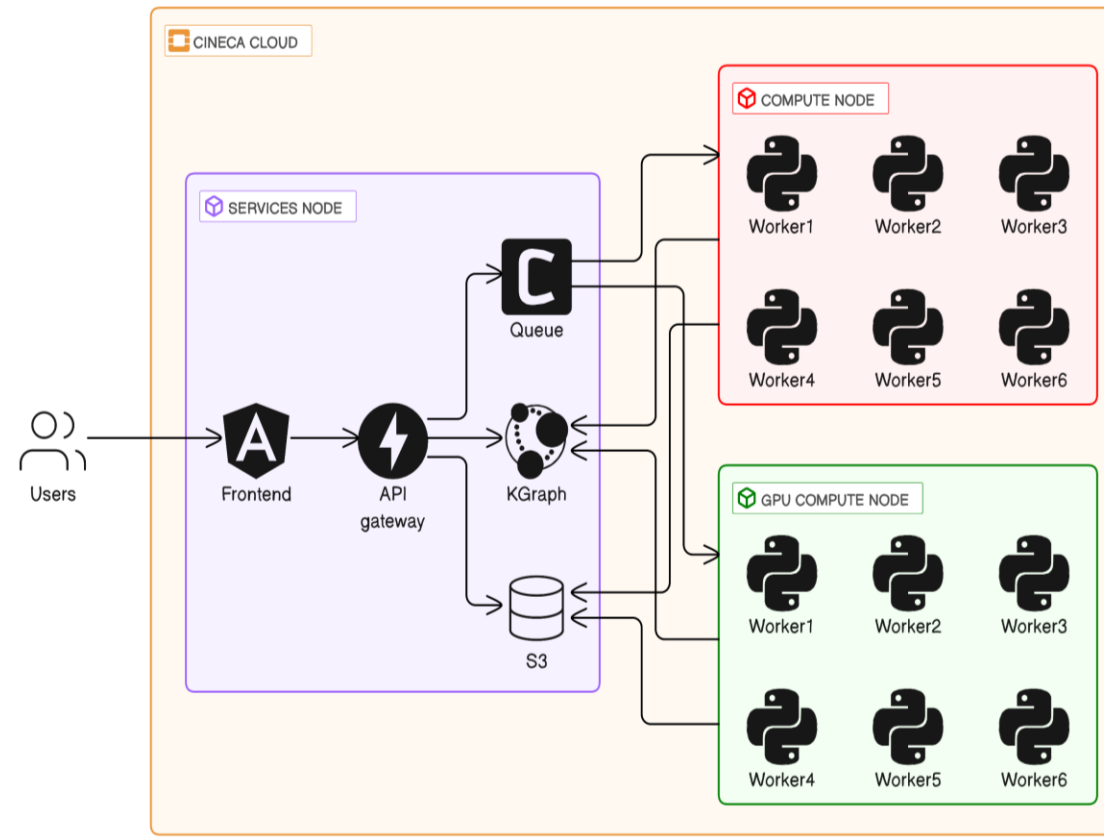 CINECA CLOUD
COMPUTE NODE
Worker1
Worker2
Worker3
Worker4
Worker5
Worker6
SERVICES NODE
Queue
Users
Frontend
API
gateway
KGraph
S3
GPU COMPUTE NODE
Worker1
Worker2
Worker3
Worker4
Worker5
Worker6